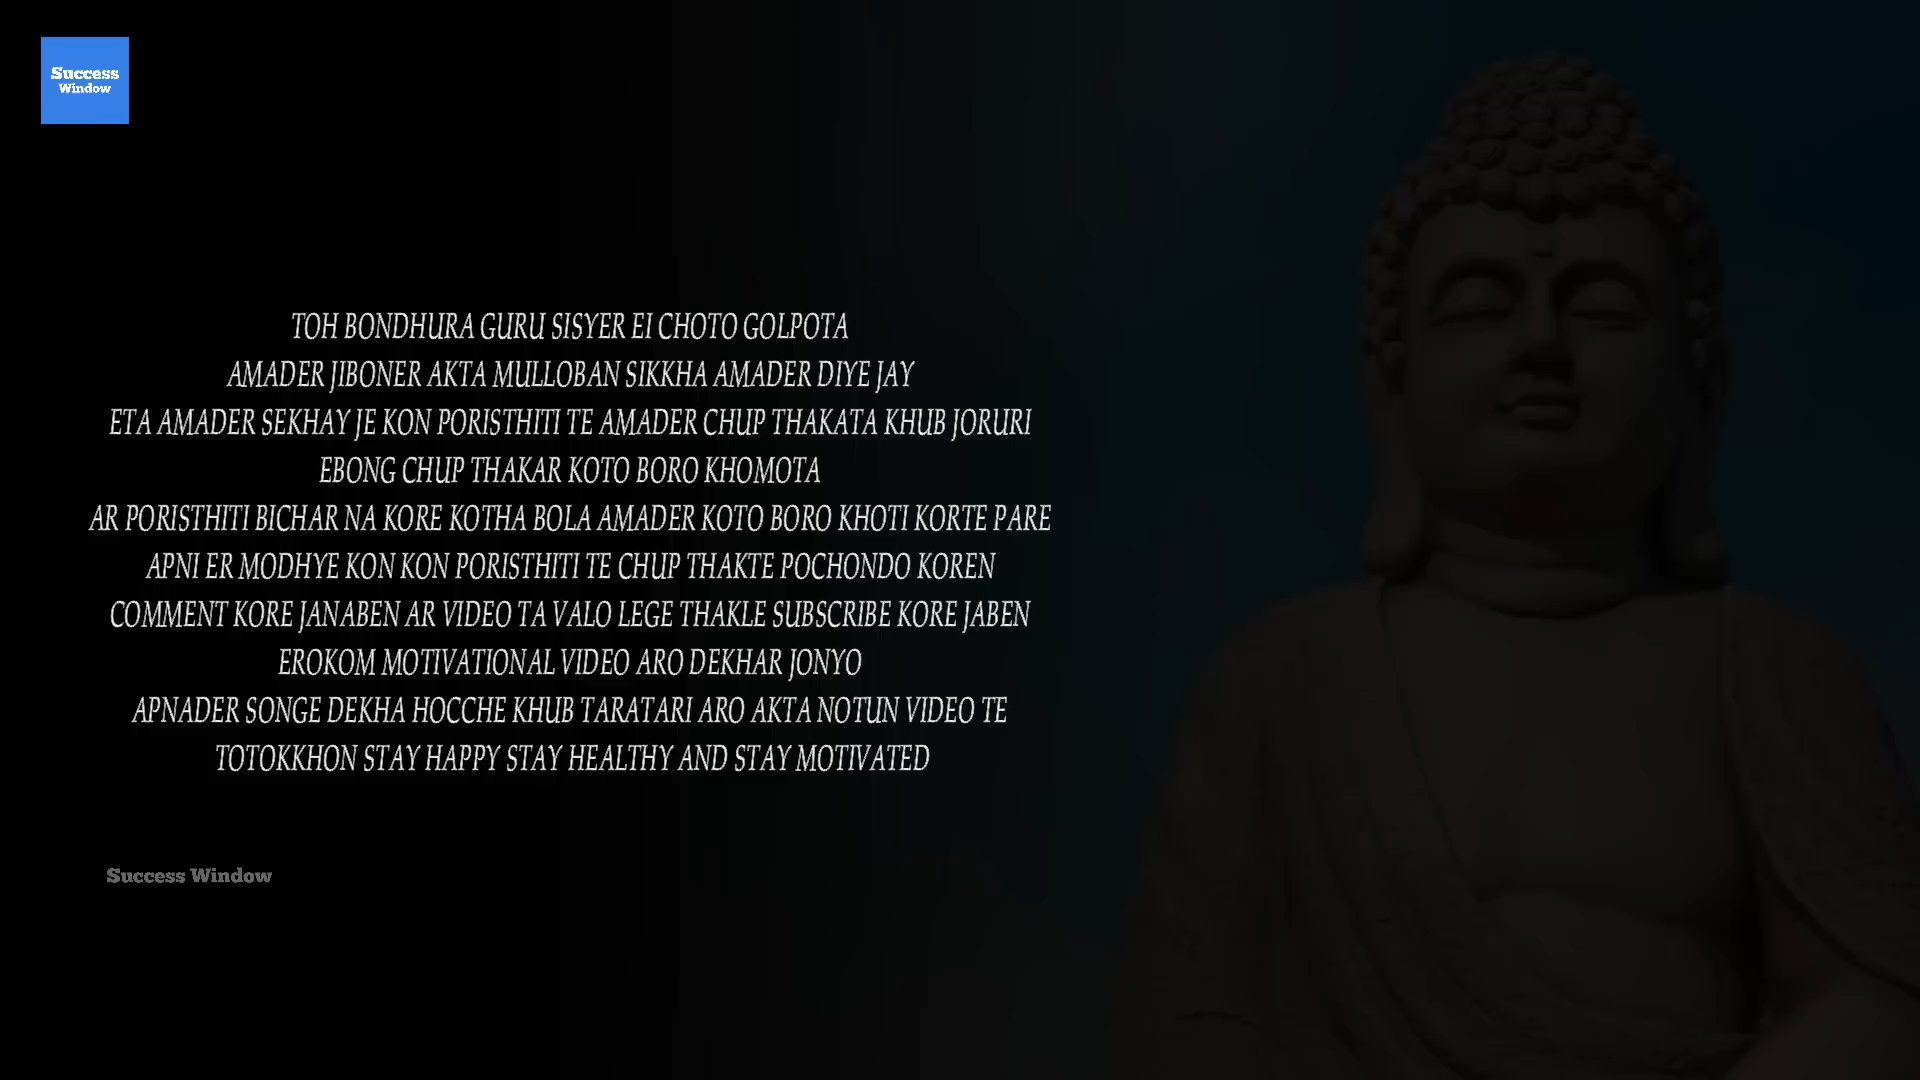 Success
Window
TOH BONDHURA GURU SISYER EI CHOTO GOLPOTA
AMADER JIBONER AKTA MULLOBAN SIKKHA AMADER DIYE JAY
ETA AMADER SEKHAY JE KON PORISTHITI TE AMADER CHUP THAKATA KHUB JORURI
EBONG CHUP THAKAR KOTO BORO KHOMOTA
AR PORISTHITI BICHAR NA KORE KOTHA BOLA AMADER KOTO BORO KHOTI KORTE PARE
APNI ER MODHYE KON KON PORISTHITI TE CHUP THAKTE POCHONDO KOREN
COMMENT KORE JANABEN AR VIDEO TA VALO LEGE THAKLE SUBSCRIBE KORE JABEN
EROKOM MOTIVATIONAL VIDEO ARO DEKHAR JONYO
APNADER SONGE DEKHA HOCCHE KHUB TARATARI ARO AKTA NOTUN VIDEO TE
TOTOKKHON STAY HAPPY STAY HEALTHY AND STAY MOTIVATED
Success Window